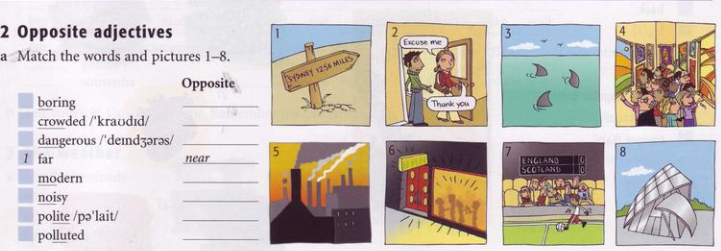 2 Opposite adjectives
a Match the words and pictures 1–8.
Opposite
boring
crowded /'kraʊdɪd/
dangerous /'deɪndʒərəs/
1 far near
modern
noisy
polite /pə'laɪt/
polluted
1
SYDNEY 1256 MILES
2
Excuse me
Thank you
3
4
5
6
7
ENGLAND 0
SCOTLAND 0
8